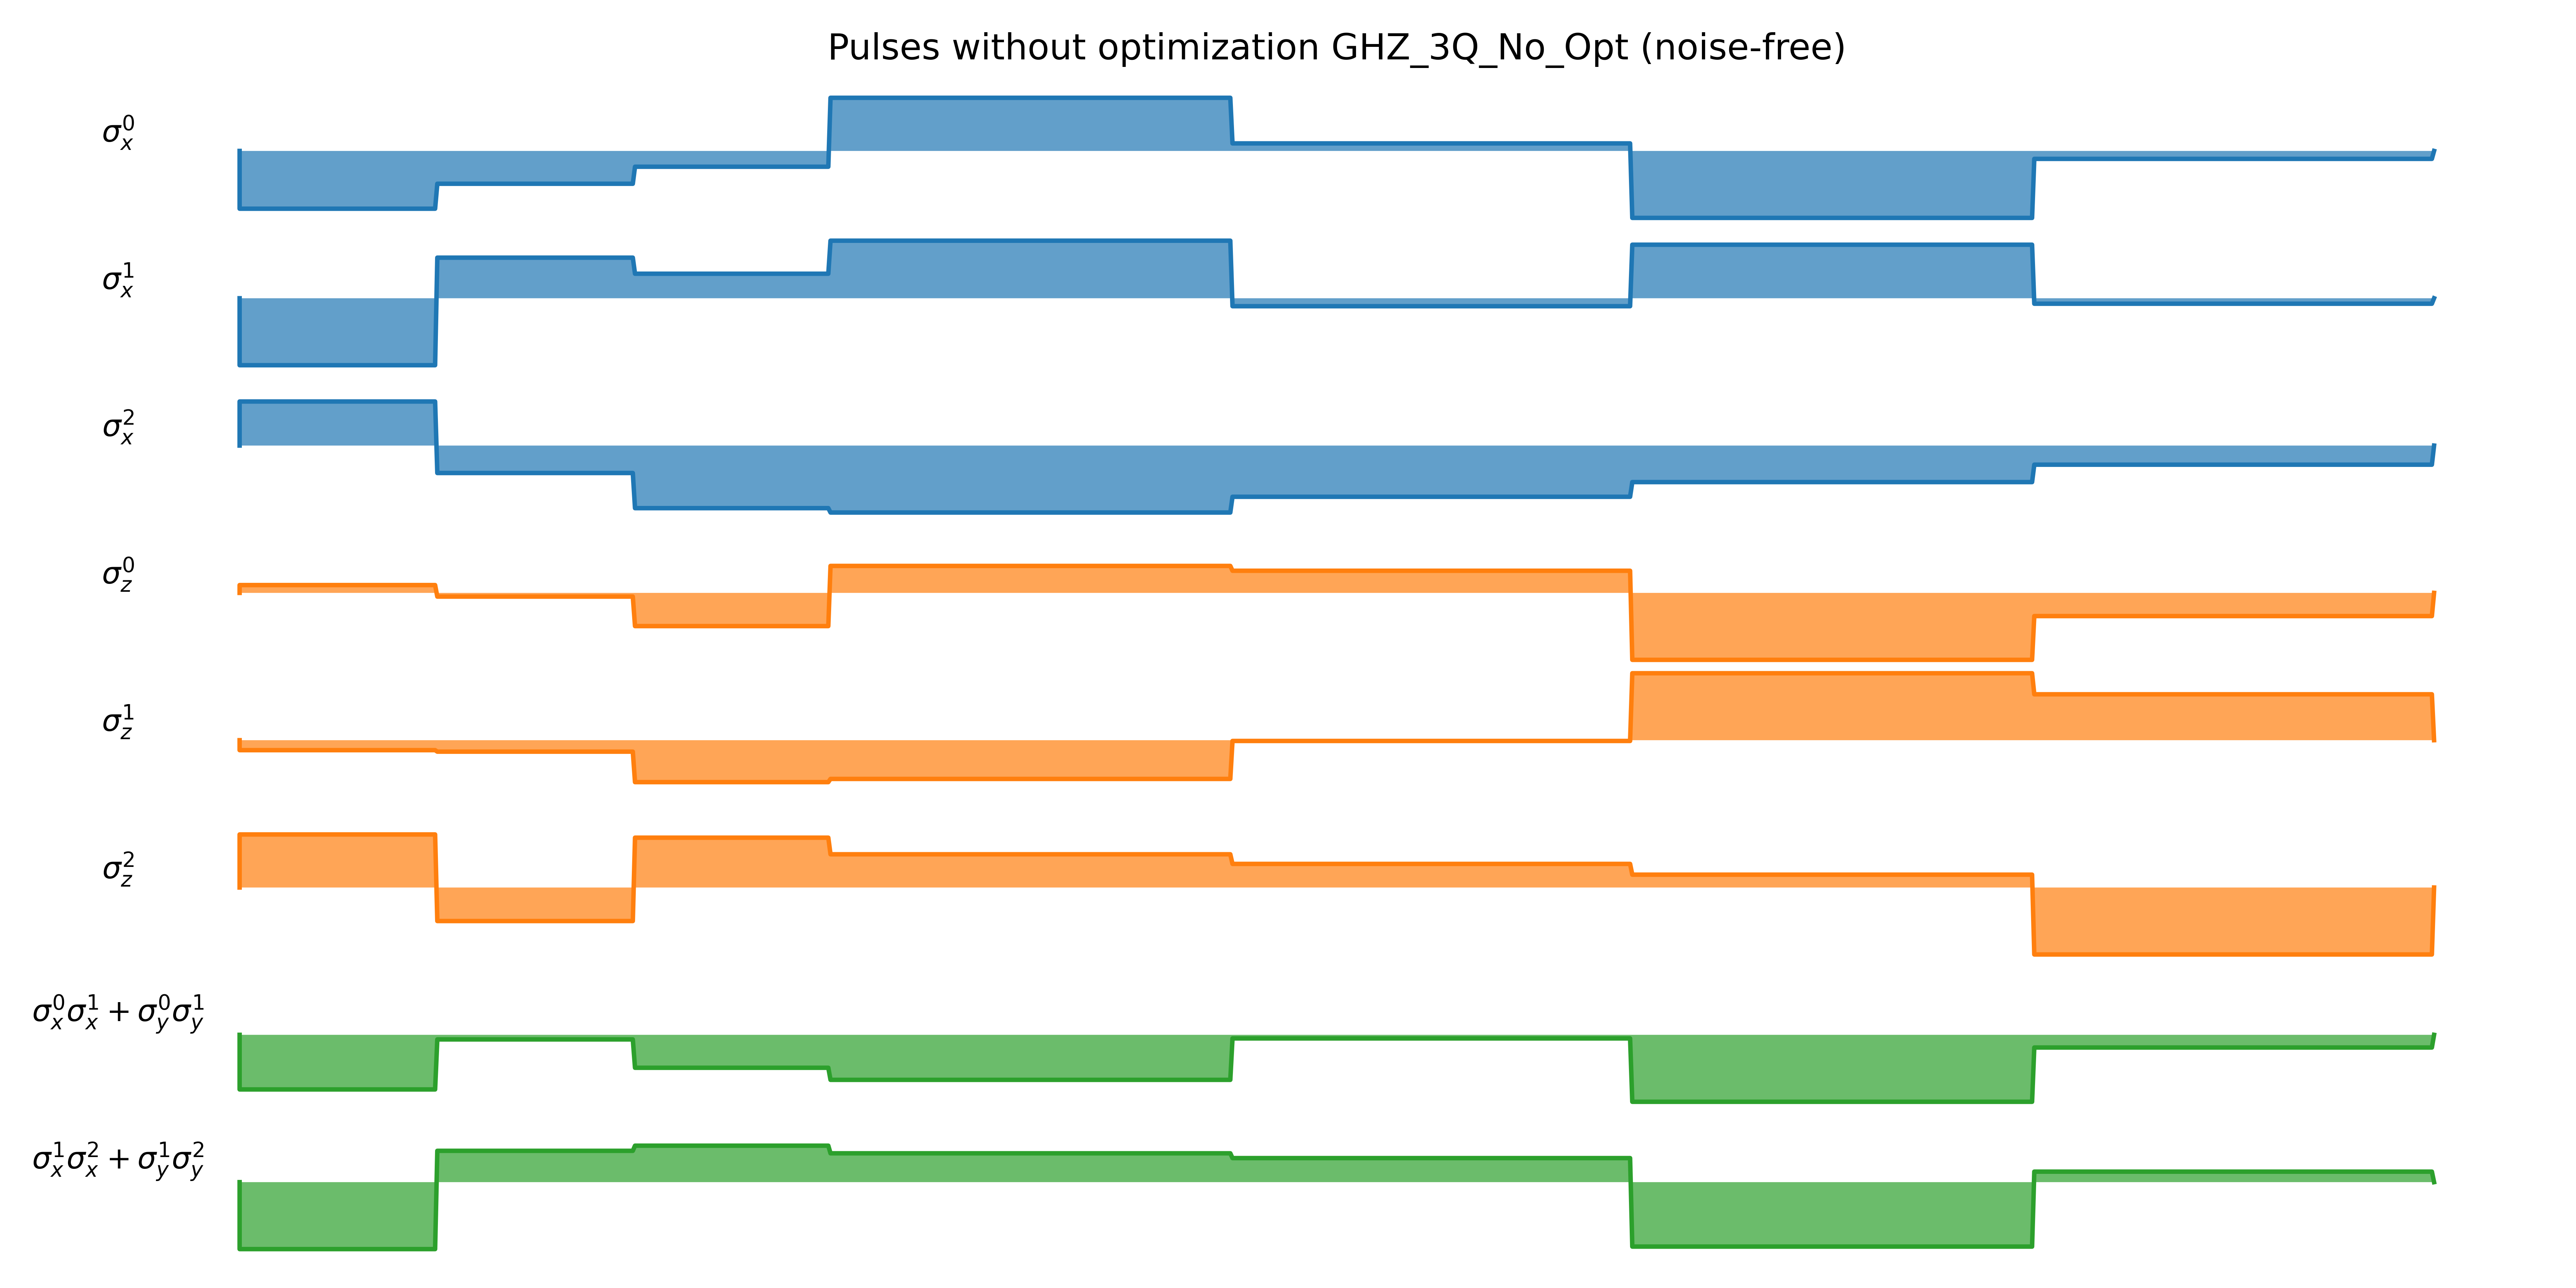 Pulses without optimization GHZ_3Q_No_Opt (noise-free)
σ_x^0
σ_x^1
σ_x^2
σ_z^0
σ_z^1
σ_z^2
σ_x^0σ_x^1 + σ_y^0σ_y^1
σ_x^1σ_x^2 + σ_y^1σ_y^2